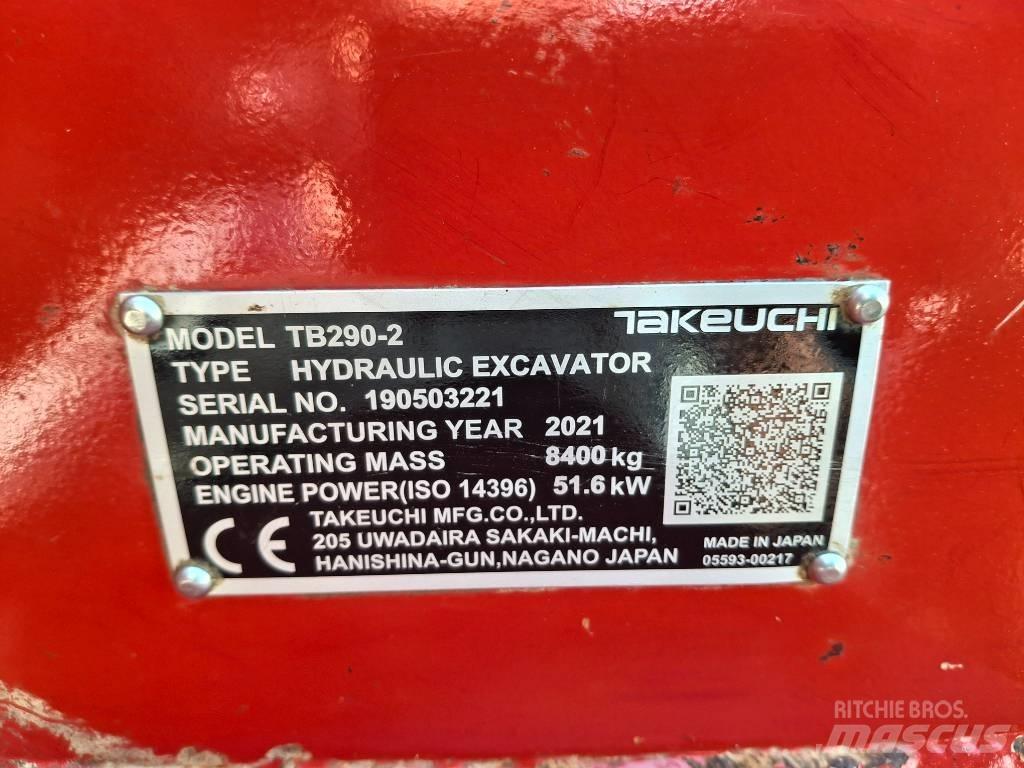 TAKEUCHI
MODEL TB290-2
TYPE HYDRAULIC EXCAVATOR
SERIAL NO. 190503221
MANUFACTURING YEAR 2021
OPERATING MASS 8400 kg
ENGINE POWER(ISO 14396) 51.6 kW
CE
TAKEUCHI MFG.CO.,LTD.
205 UWADAIRA SAKAKI-MACHI,
HANISHINA-GUN,NAGANO JAPAN
MADE IN JAPAN
05593-00217
RITCHIE BROS.
mascus